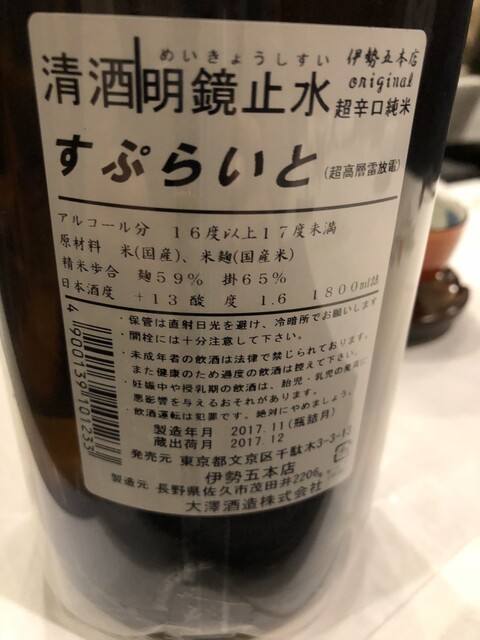 めいきょうしすい
清酒 明鏡止水
伊勢五本店
original
超辛口純米
すぷらいと (超高層雷放電)
アルコール分 16度以上17度未満
原材料 米(国産)、米麹(国産米)
精米歩合 麹59% 掛65%
日本酒度 +13 酸度 1.6 1800ml詰
・保管は直射日光を避け、冷暗所でお願いします
・開栓には十分注意して下さい。
・未成年者の飲酒は法律で禁じられております。
また健康のため過度の飲酒は控えて下さい。
・妊娠中や授乳期の飲酒は、胎児・乳児の発育に
悪影響を与えるおそれがあります。
・飲酒運転は犯罪です。絶対にやめましょう。
製造年月 2017.11(瓶詰月)
蔵出荷月 2017.12
発売元 東京都文京区千駄木3-3-13
伊勢五本店
製造元 長野県佐久市茂田井2206
大澤酒造株式会社
4900139101233